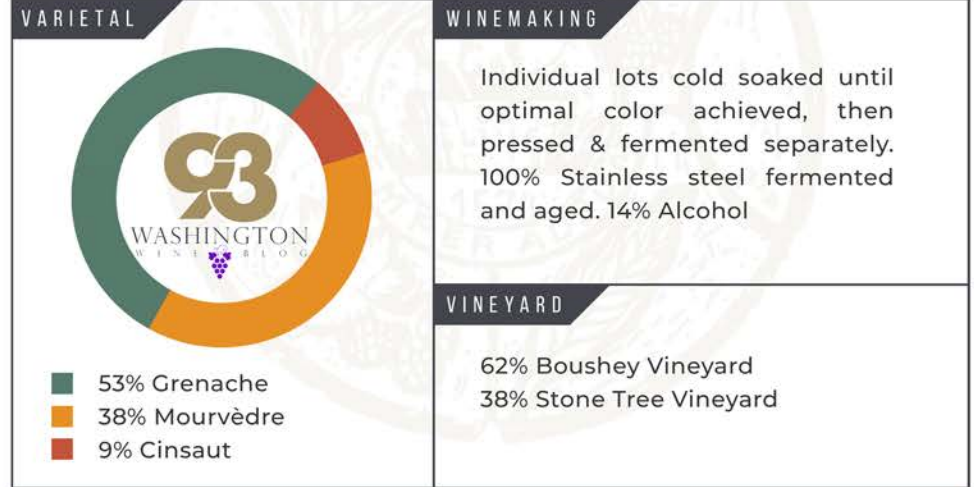 VARIETAL
93
WASHINGTON
WINE BLOG
53% Grenache
38% Mourvèdre
9% Cinsaut
WINEMAKING
Individual lots cold soaked until
optimal color achieved, then
pressed & fermented separately.
100% Stainless steel fermented
and aged. 14% Alcohol
VINEYARD
62% Boushey Vineyard
38% Stone Tree Vineyard